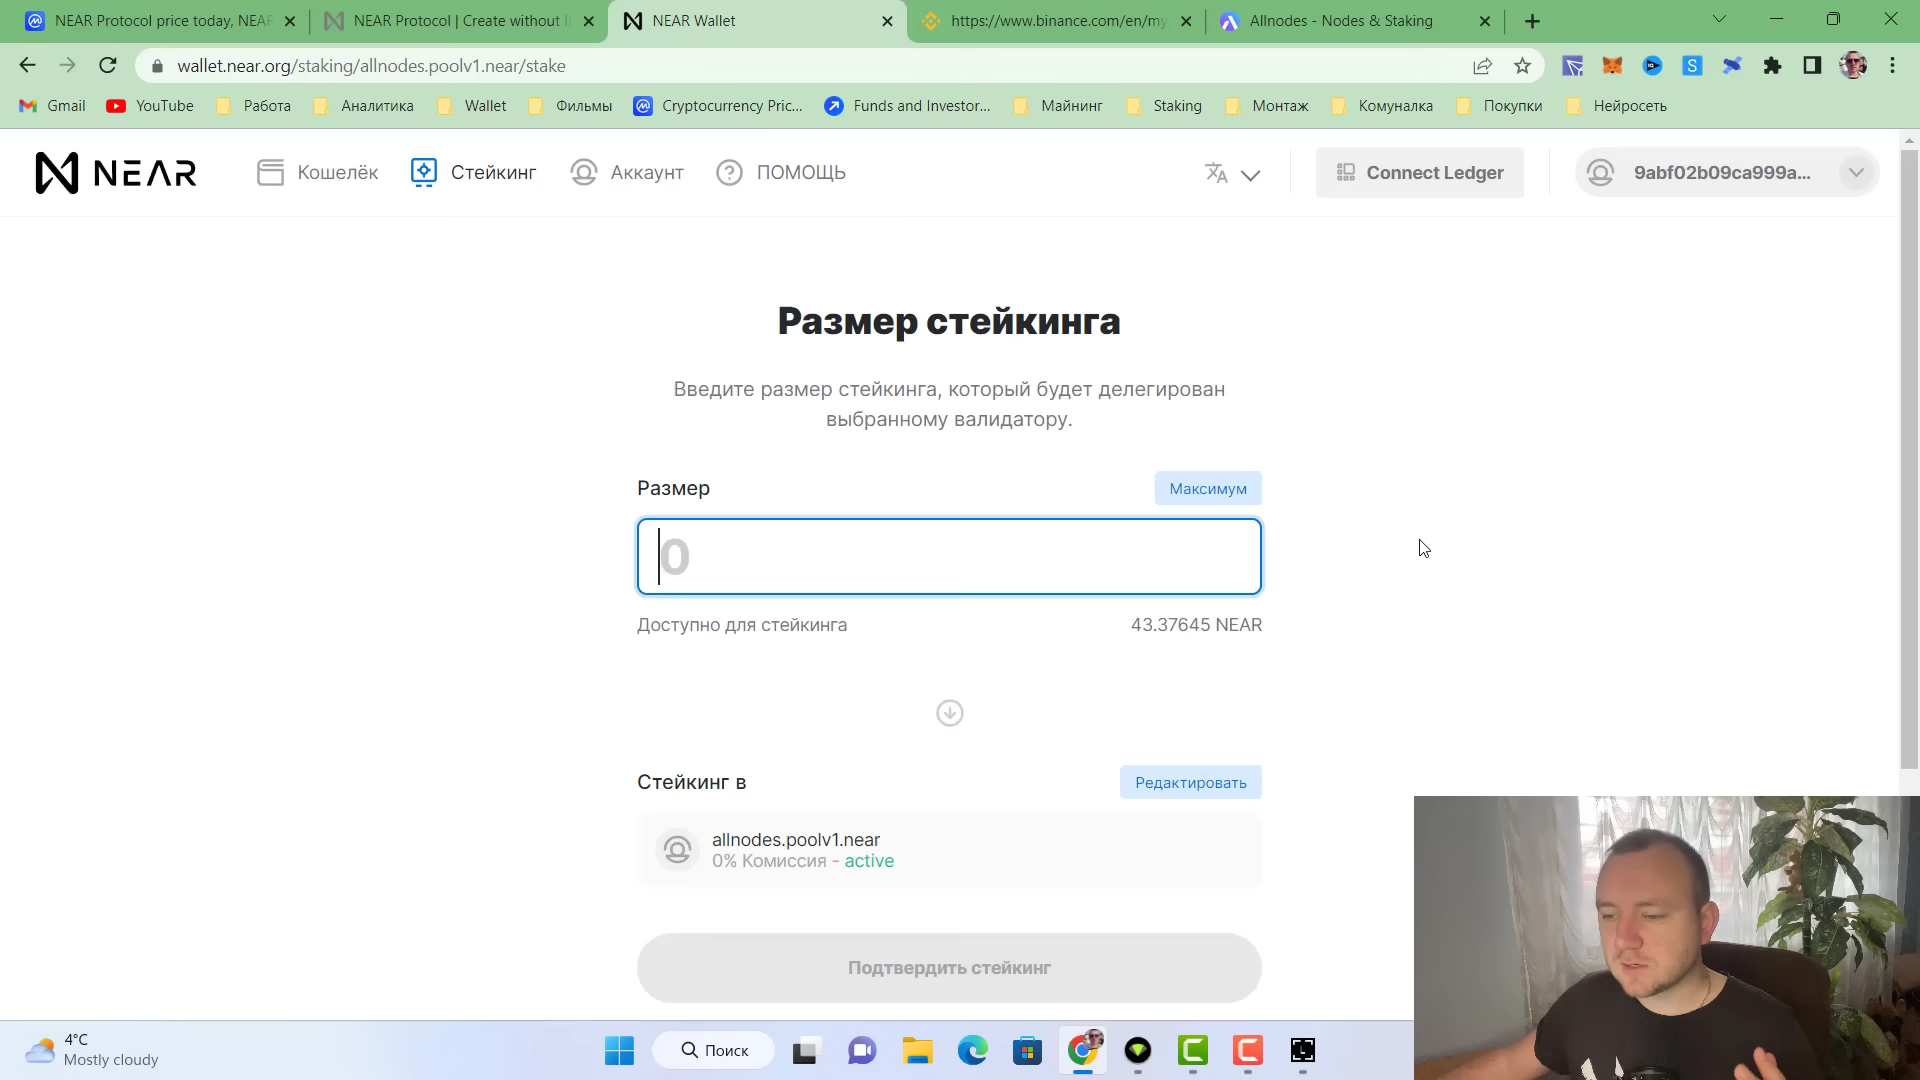 NEAR Protocol price today, NEAR
NEAR Protocol | Create without li
NEAR Wallet
https://www.binance.com/en/my
Allnodes - Nodes & Staking
wallet.near.org/staking/allnodes.poolv1.near/stake
Gmail
YouTube
Работа
Аналитика
Wallet
Фильмы
Cryptocurrency Pric...
Funds and Investor...
Майнинг
Staking
Монтаж
Комуналка
Покупки
Нейросеть
NEAR
Кошелёк
Стейкинг
Аккаунт
ПОМОЩЬ
Connect Ledger
9abf02b09ca999a...
Размер стейкинга
Введите размер стейкинга, который будет делегирован
выбранному валидатору.
Размер
Максимум
0
Доступно для стейкинга
43.37645 NEAR
Стейкинг в
Редактировать
allnodes.poolv1.near
0% Комиссия - active
Подтвердить стейкинг
4°C
Mostly cloudy
Поиск